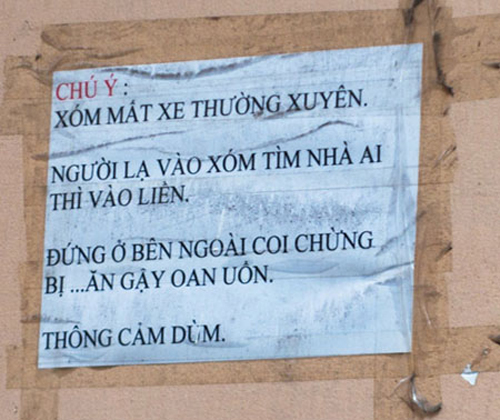 CHÚ Ý :
XÓM MẤT XE THƯỜNG XUYÊN.
NGƯỜI LẠ VÀO XÓM TÌM NHÀ AI
THÌ VÀO LIỀN.
ĐỨNG Ở BÊN NGOÀI COI CHỪNG
BỊ ...ĂN GẬY OAN UỔN.
THÔNG CẢM DÙM.